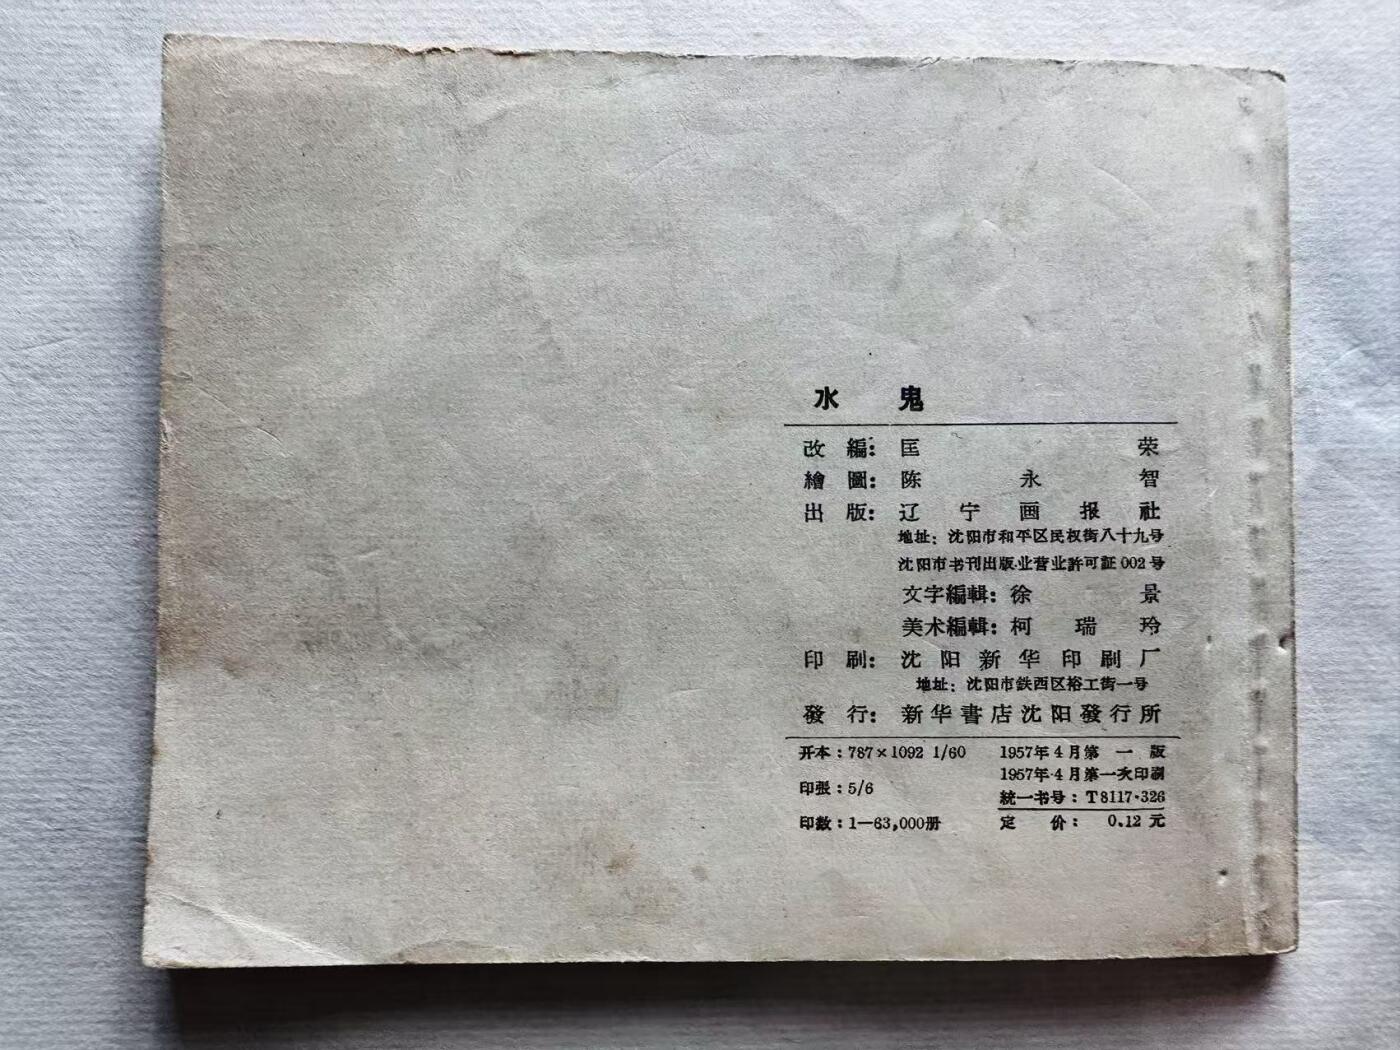 水鬼
改編：匡荣
繪圖：陈永智
出版：辽宁画报社
地址：沈阳市和平区民权街八十九号
沈阳市书刊出版业营业許可証002号
文字編輯：徐景
美术編輯：柯瑞玲
印刷：沈阳新华印刷厂
地址：沈阳市鉄西区裕工街一号
發行：新华書店沈阳發行所
开本：787×1092 1/60 1957年4月第一版
1957年·4月第一次印刷
印張：5/6
統一书号：T8117·326
印数：1—63,000册 定价：0.12元